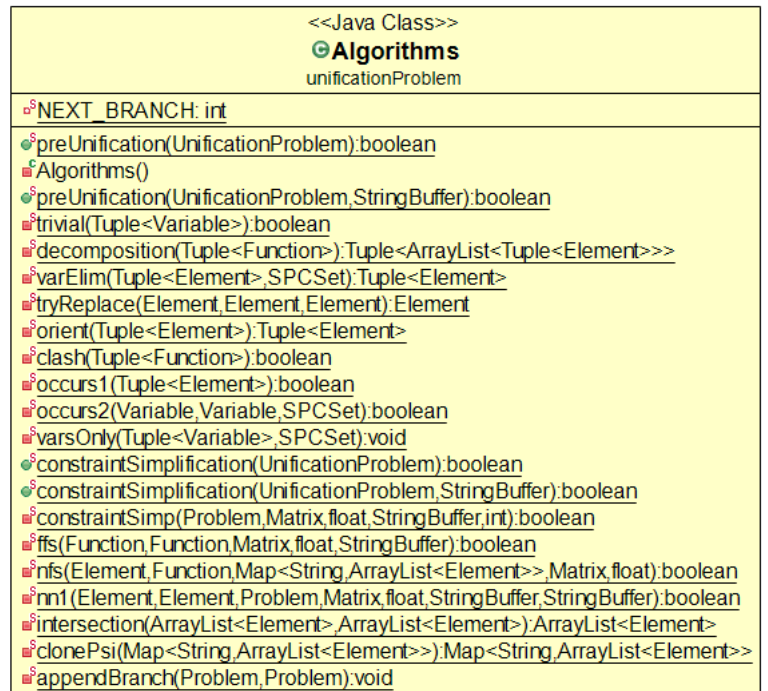 <<Java Class>>
Algorithms
unificationProblem
NEXT_BRANCH: int
preUnification(UnificationProblem):boolean
Algorithms()
preUnification(UnificationProblem,StringBuffer):boolean
trivial(Tuple<Variable>):boolean
decomposition(Tuple<Function>):Tuple<ArrayList<Tuple<Element>>>
varElim(Tuple<Element>,SPCSet):Tuple<Element>
tryReplace(Element,Element,Element):Element
orient(Tuple<Element>):Tuple<Element>
clash(Tuple<Function>):boolean
occurs1(Tuple<Element>):boolean
occurs2(Variable,Variable,SPCSet):boolean
varsOnly(Tuple<Variable>,SPCSet):void
constraintSimplification(UnificationProblem):boolean
constraintSimplification(UnificationProblem,StringBuffer):boolean
constraintSimp(Problem,Matrix,float,StringBuffer,int):boolean
ffs(Function,Function,Matrix,float,StringBuffer):boolean
nfs(Element,Function,Map<String,ArrayList<Element>>,Matrix,float):boolean
nn1(Element,Element,Problem,Matrix,float,StringBuffer,StringBuffer):boolean
intersection(ArrayList<Element>,ArrayList<Element>):ArrayList<Element>
clonePsi(Map<String,ArrayList<Element>>):Map<String,ArrayList<Element>>
appendBranch(Problem,Problem):void